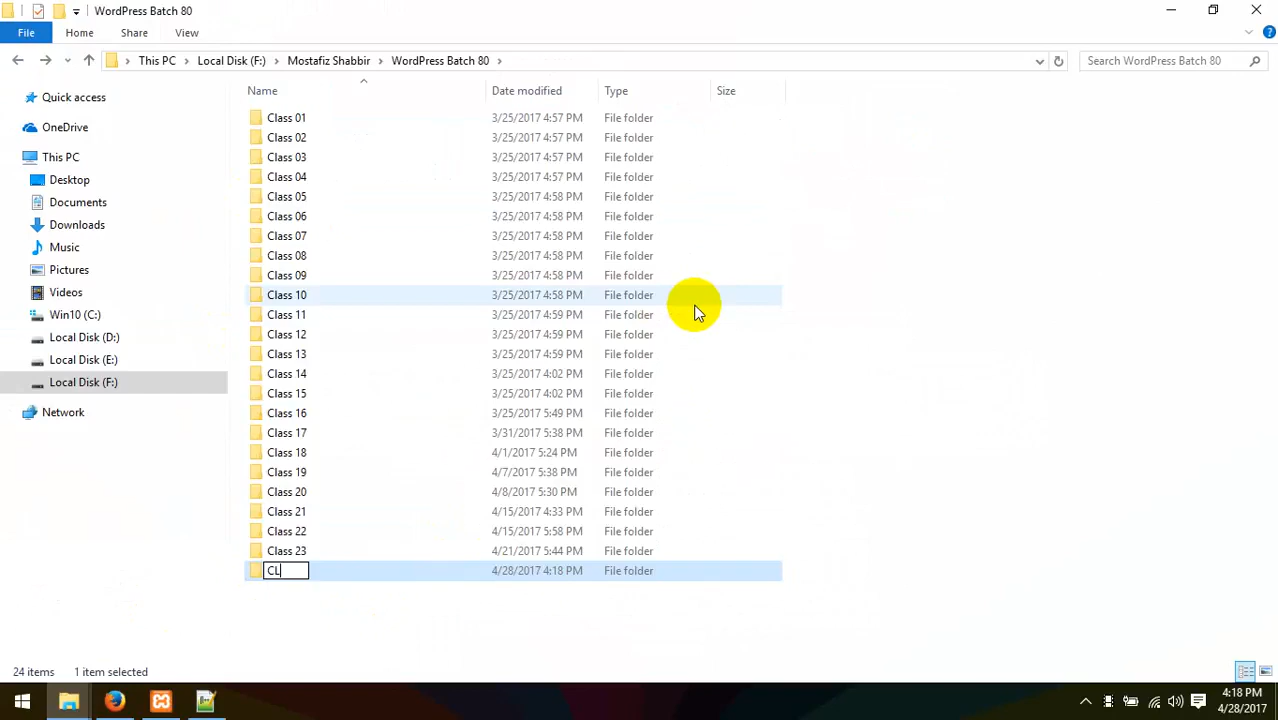 WordPress Batch 80
File Home Share View
This PC Local Disk (F:) Mostafiz Shabbir WordPress Batch 80
Search WordPress Batch 80
Name Date modified Type Size
Quick access
OneDrive
This PC
Desktop
Documents
Downloads
Music
Pictures
Videos
Win10 (C:)
Local Disk (D:)
Local Disk (E:)
Local Disk (F:)
Network
Class 01 3/25/2017 4:57 PM File folder
Class 02 3/25/2017 4:57 PM File folder
Class 03 3/25/2017 4:57 PM File folder
Class 04 3/25/2017 4:57 PM File folder
Class 05 3/25/2017 4:58 PM File folder
Class 06 3/25/2017 4:58 PM File folder
Class 07 3/25/2017 4:58 PM File folder
Class 08 3/25/2017 4:58 PM File folder
Class 09 3/25/2017 4:58 PM File folder
Class 10 3/25/2017 4:58 PM File folder
Class 11 3/25/2017 4:59 PM File folder
Class 12 3/25/2017 4:59 PM File folder
Class 13 3/25/2017 4:59 PM File folder
Class 14 3/25/2017 4:02 PM File folder
Class 15 3/25/2017 4:02 PM File folder
Class 16 3/25/2017 5:49 PM File folder
Class 17 3/31/2017 5:38 PM File folder
Class 18 4/1/2017 5:24 PM File folder
Class 19 4/7/2017 5:38 PM File folder
Class 20 4/8/2017 5:30 PM File folder
Class 21 4/15/2017 4:33 PM File folder
Class 22 4/15/2017 5:58 PM File folder
Class 23 4/21/2017 5:44 PM File folder
CL 4/28/2017 4:18 PM File folder
24 items 1 item selected
4:18 PM
4/28/2017